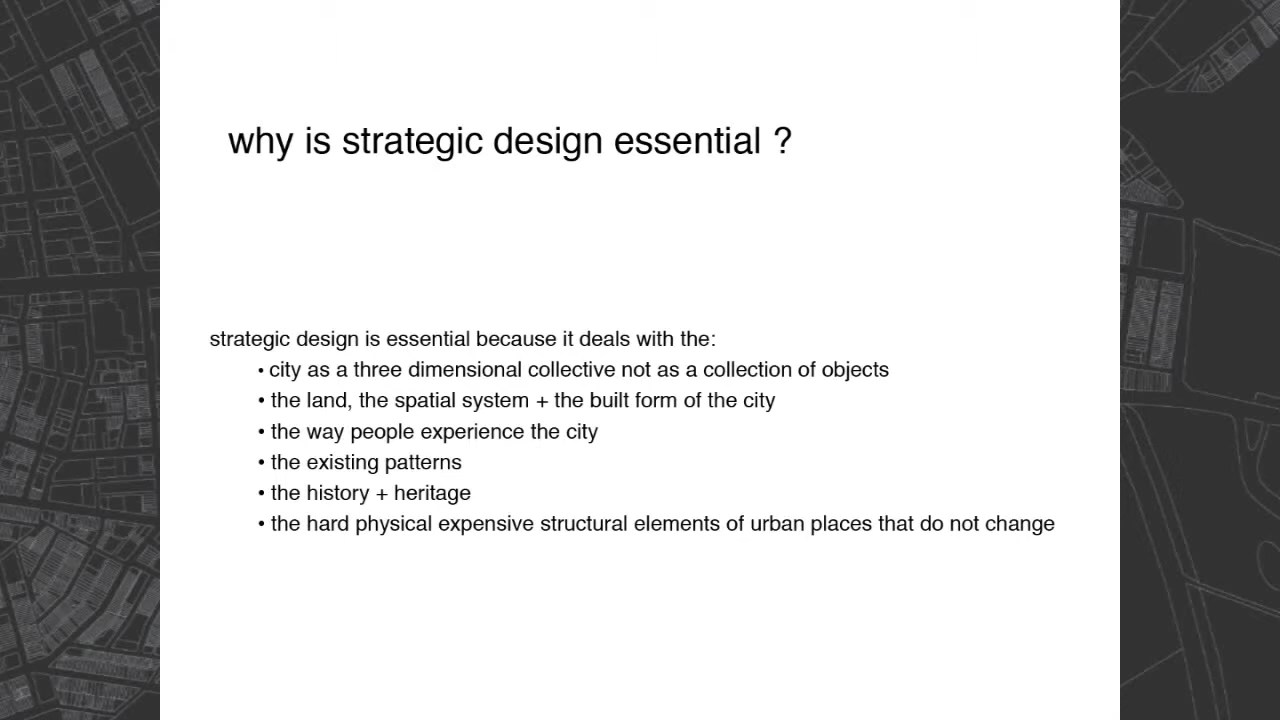 why is strategic design essential ?
strategic design is essential because it deals with the:
• city as a three dimensional collective not as a collection of objects
• the land, the spatial system + the built form of the city
• the way people experience the city
• the existing patterns
• the history + heritage
• the hard physical expensive structural elements of urban places that do not change